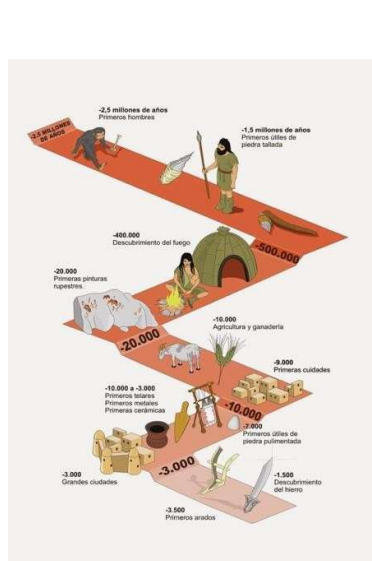 -2,5 millones de años
Primeros hombres
-2,5 MILLONES
DE AÑOS
-1,5 millones de años
Primeros útiles de
piedra tallada
-400.000
Descubrimiento del fuego
-500.000
-20.000
Primeras pinturas
rupestres.
-10.000
Agricultura y ganadería
-20.000
-9.000
Primeras cuidades
-10.000 a -3.000
Primeros telares
Primeros metales
Primeras cerámicas
-10.000
-7.000
Primeros útiles de
piedra pulimentada
-3.000
-3.000
Grandes ciudades
-1.500
Descubrimiento
del hierro
-3.500
Primeros arados